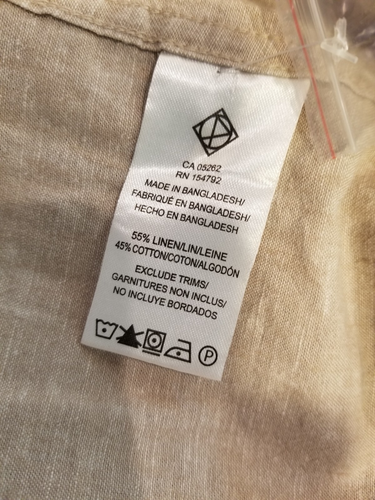 CA 05262
RN 154792
MADE IN BANGLADESH/
FABRIQUÉ EN BANGLADESH/
HECHO EN BANGLADESH
55% LINEN/LIN/LEINE
45% COTTON/COTON/ALGODÓN
EXCLUDE TRIMS/
GARNITURES NON INCLUS/
NO INCLUYE BORDADOS
P